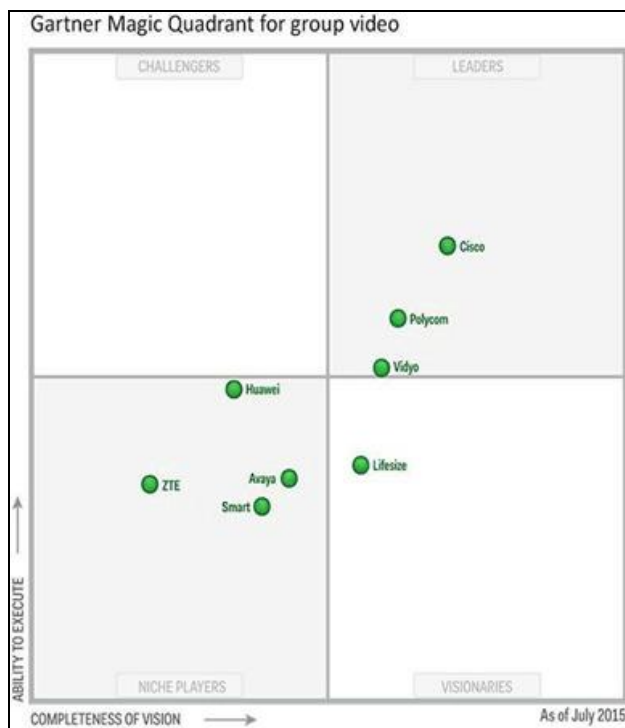 Gartner Magic Quadrant for group video
CHALLENGERS
LEADERS
Cisco
Polycom
Vidyo
Huawei
Lifesize
Avaya
ZTE
Smart
ABILITY TO EXECUTE
NICHE PLAYERS
VISIONARIES
COMPLETENESS OF VISION
As of July 2015